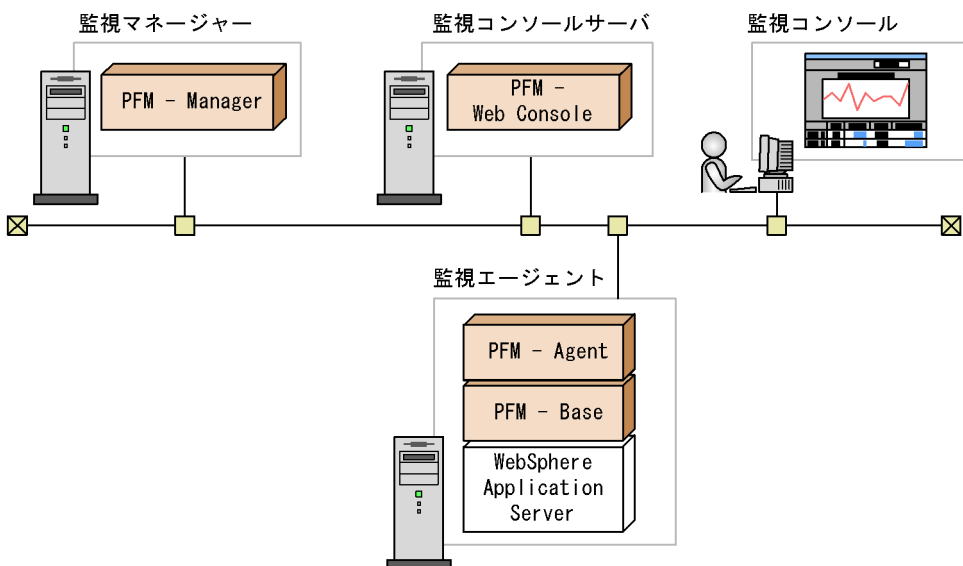 監視マネージャー
監視コンソールサーバ
監視コンソール
PFM - Manager
PFM -
Web Console
監視エージェント
PFM - Agent
PFM - Base
WebSphere
Application
Server